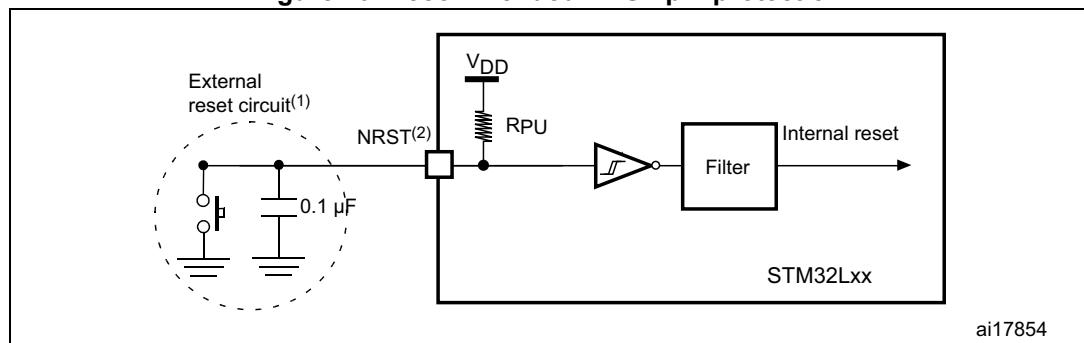 External
reset circuit(1)
VDD
RPU
NRST(2)
Internal reset
Filter
0.1 µF
STM32Lxx
ai17854